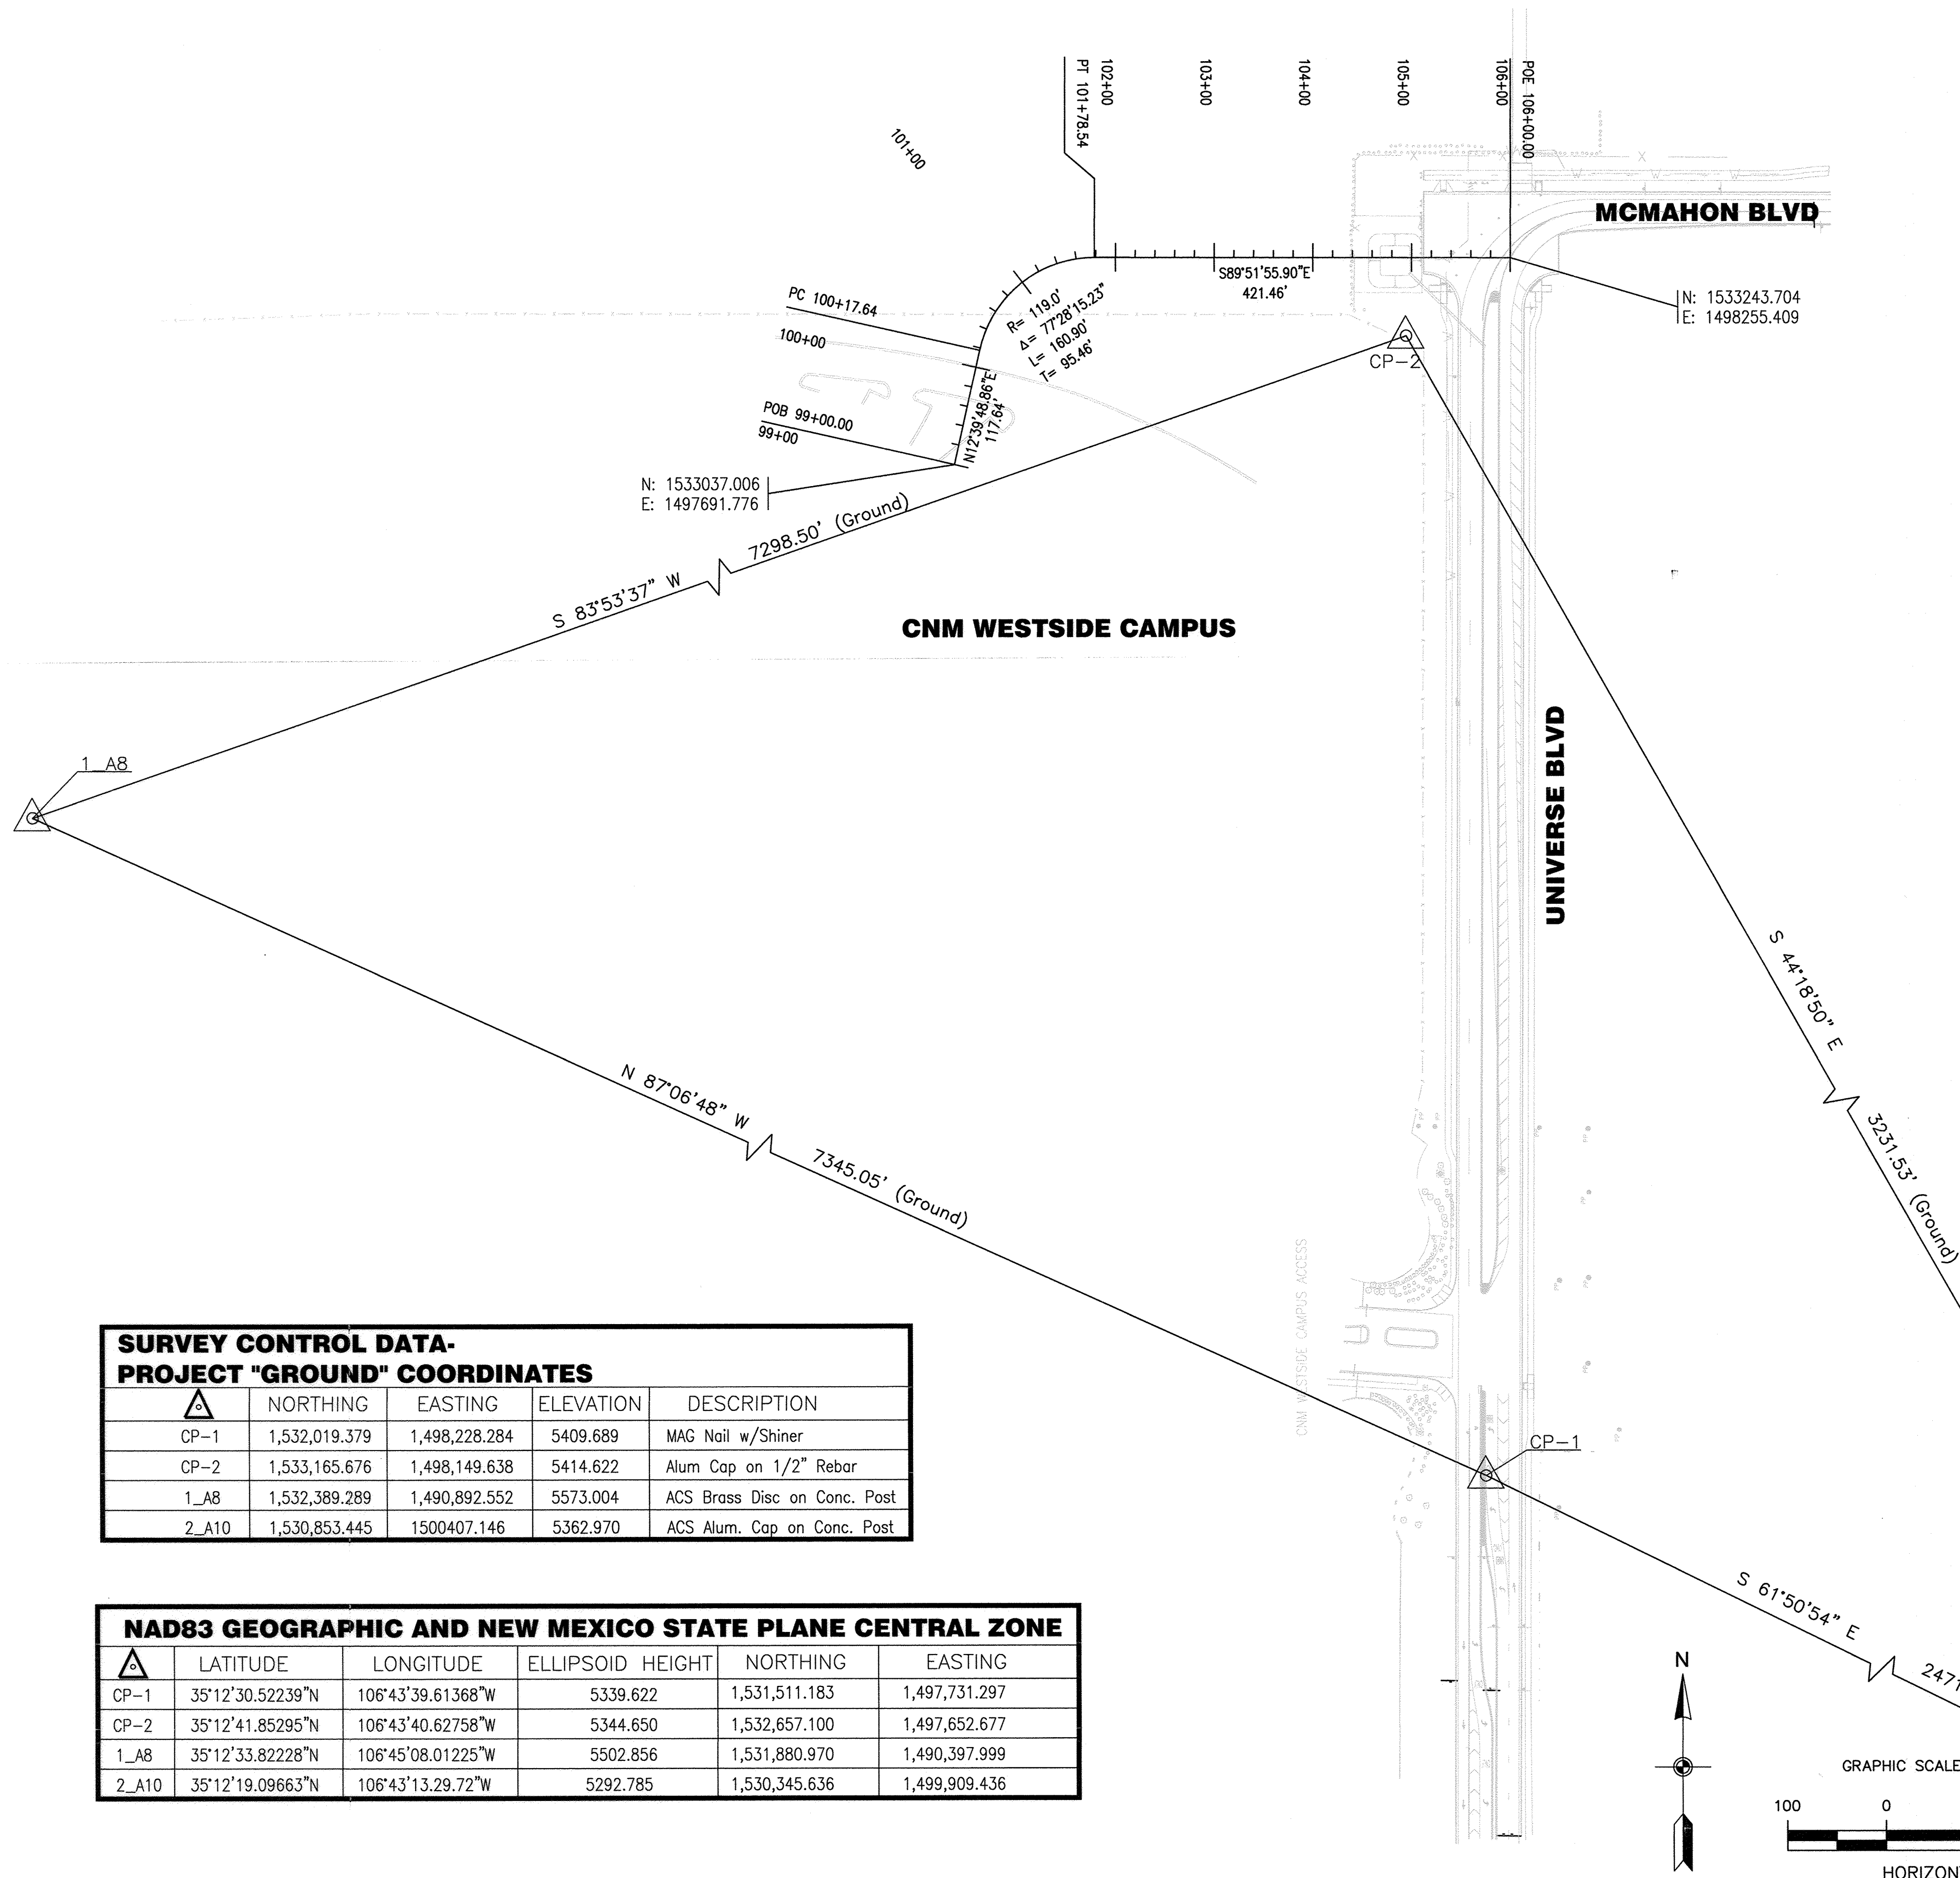 102+00
103+00
104+00
105+00
106+00
POE 106+00.00
PT 101+78.54
101+00
MCMAHON BLVD
S89°51'55.90"E
421.46'
N: 1533243.704
E: 1498255.409
PC 100+17.64
100+00
R= 119.0'
Δ= 77°28'15.23"
L= 160.90'
T= 95.46'
CP-2
N12°39'48.86"E
117.64'
POB 99+00.00
99+00
N: 1533037.006
E: 1497691.776
7298.50' (Ground)
S 83°53'37" W
CNM WESTSIDE CAMPUS
UNIVERSE BLVD
1_A8
S 44°18'50" E
3231.53' (Ground)
N 87°06'48" W
7345.05' (Ground)
CNM WESTSIDE CAMPUS ACCESS
CP-1
S 61°50'54" E
2471
SURVEY CONTROL DATA-
PROJECT "GROUND" COORDINATES
NORTHING EASTING ELEVATION DESCRIPTION
CP-1 1,532,019.379 1,498,228.284 5409.689 MAG Nail w/Shiner
CP-2 1,533,165.676 1,498,149.638 5414.622 Alum Cap on 1/2" Rebar
1_A8 1,532,389.289 1,490,892.552 5573.004 ACS Brass Disc on Conc. Post
2_A10 1,530,853.445 1500407.146 5362.970 ACS Alum. Cap on Conc. Post
NAD83 GEOGRAPHIC AND NEW MEXICO STATE PLANE CENTRAL ZONE
LATITUDE LONGITUDE ELLIPSOID HEIGHT NORTHING EASTING
CP-1 35°12'30.52239"N 106°43'39.61368"W 5339.622 1,531,511.183 1,497,731.297
CP-2 35°12'41.85295"N 106°43'40.62758"W 5344.650 1,532,657.100 1,497,652.677
1_A8 35°12'33.82228"N 106°45'08.01225"W 5502.856 1,531,880.970 1,490,397.999
2_A10 35°12'19.09663"N 106°43'13.29.72"W 5292.785 1,530,345.636 1,499,909.436
N
GRAPHIC SCALE
100 0
HORIZON